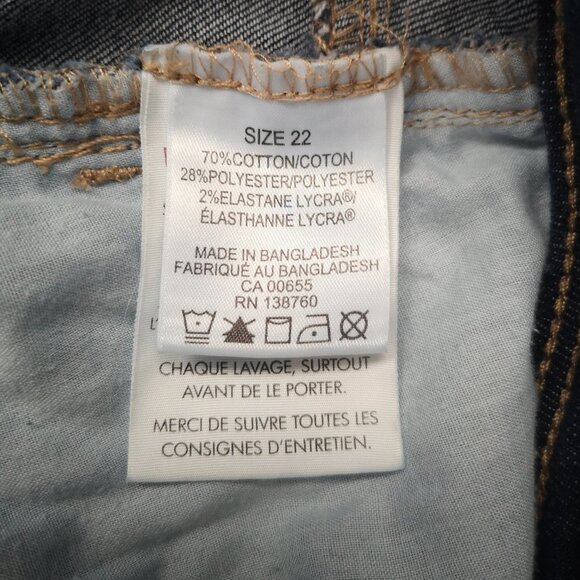 SIZE 22
70%COTTON/COTON
28%POLYESTER/POLYESTER
2%ELASTANE LYCRA®/
ÉLASTHANNE LYCRA®
MADE IN BANGLADESH
FABRIQUÉ AU BANGLADESH
CA 00655
RN 138760
CHAQUE LAVAGE, SURTOUT
AVANT DE LE PORTER.
MERCI DE SUIVRE TOUTES LES
CONSIGNES D'ENTRETIEN.